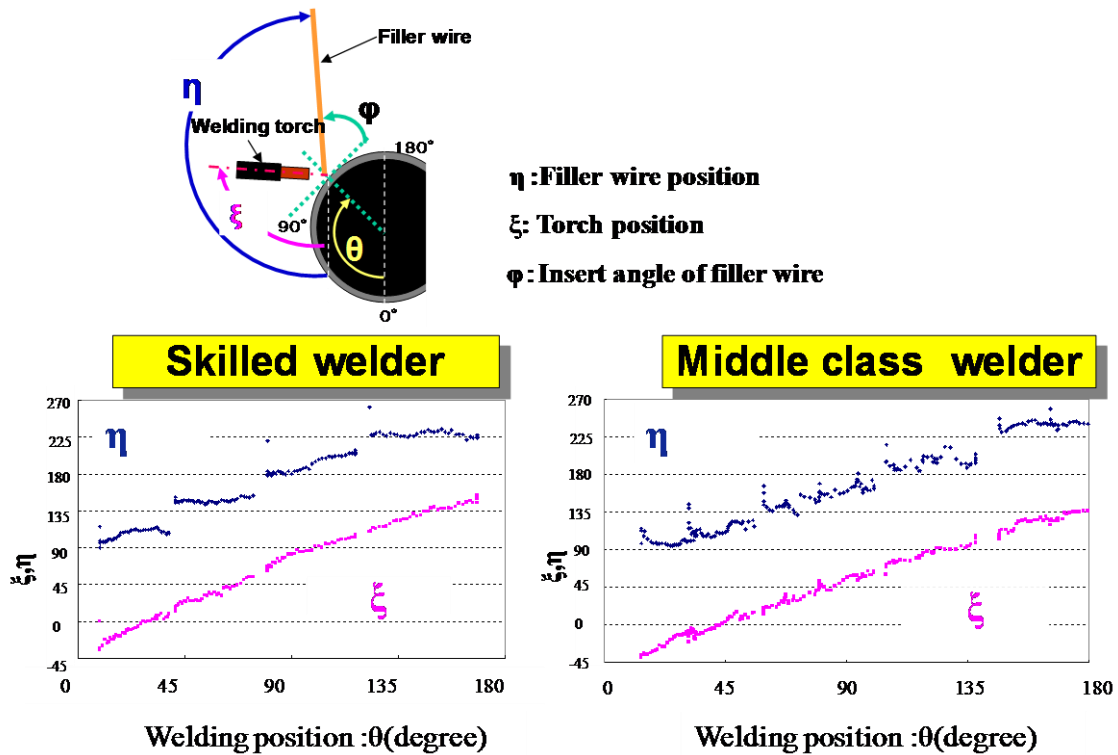 Filler wire
η
φ
Welding torch
180°
ξ
90°
θ
0°
η :Filler wire position
ξ: Torch position
φ : Insert angle of filler wire
Skilled welder
270
225
180
135
90
45
0
-45
ξ,η
η
ξ
0 45 90 135 180
Welding position :θ(degree)
Middle class welder
270
225
180
135
90
45
0
-45
ξ,η
η
ξ
0 45 90 135 180
Welding position :θ(degree)